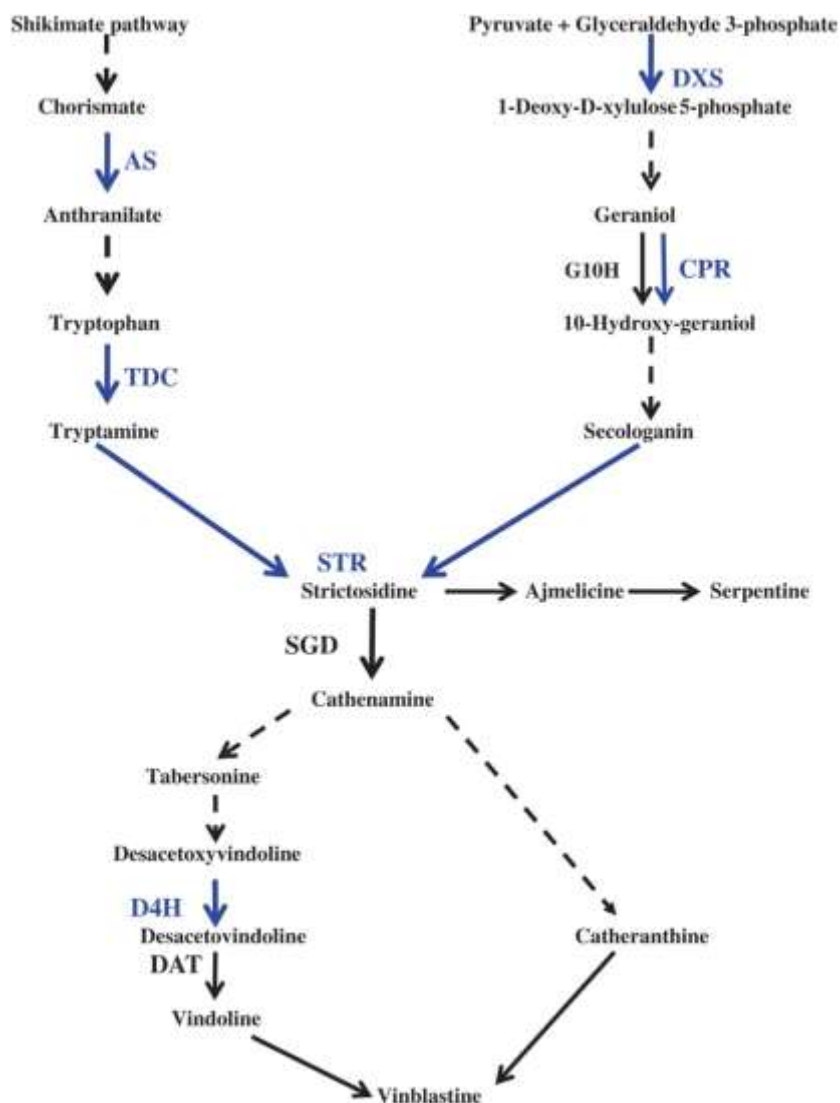 Shikimate pathway
Pyruvate + Glyceraldehyde 3-phosphate
DXS
Chorismate
1-Deoxy-D-xylulose 5-phosphate
AS
Anthranilate
Geraniol
G10H
CPR
Tryptophan
10-Hydroxy-geraniol
TDC
Tryptamine
Secologanin
STR
Strictosidine
Ajmelicine
Serpentine
SGD
Cathenamine
Tabersonine
Desacetoxyvindoline
D4H
Desacetovindoline
Catheranthine
DAT
Vindoline
Vinblastine